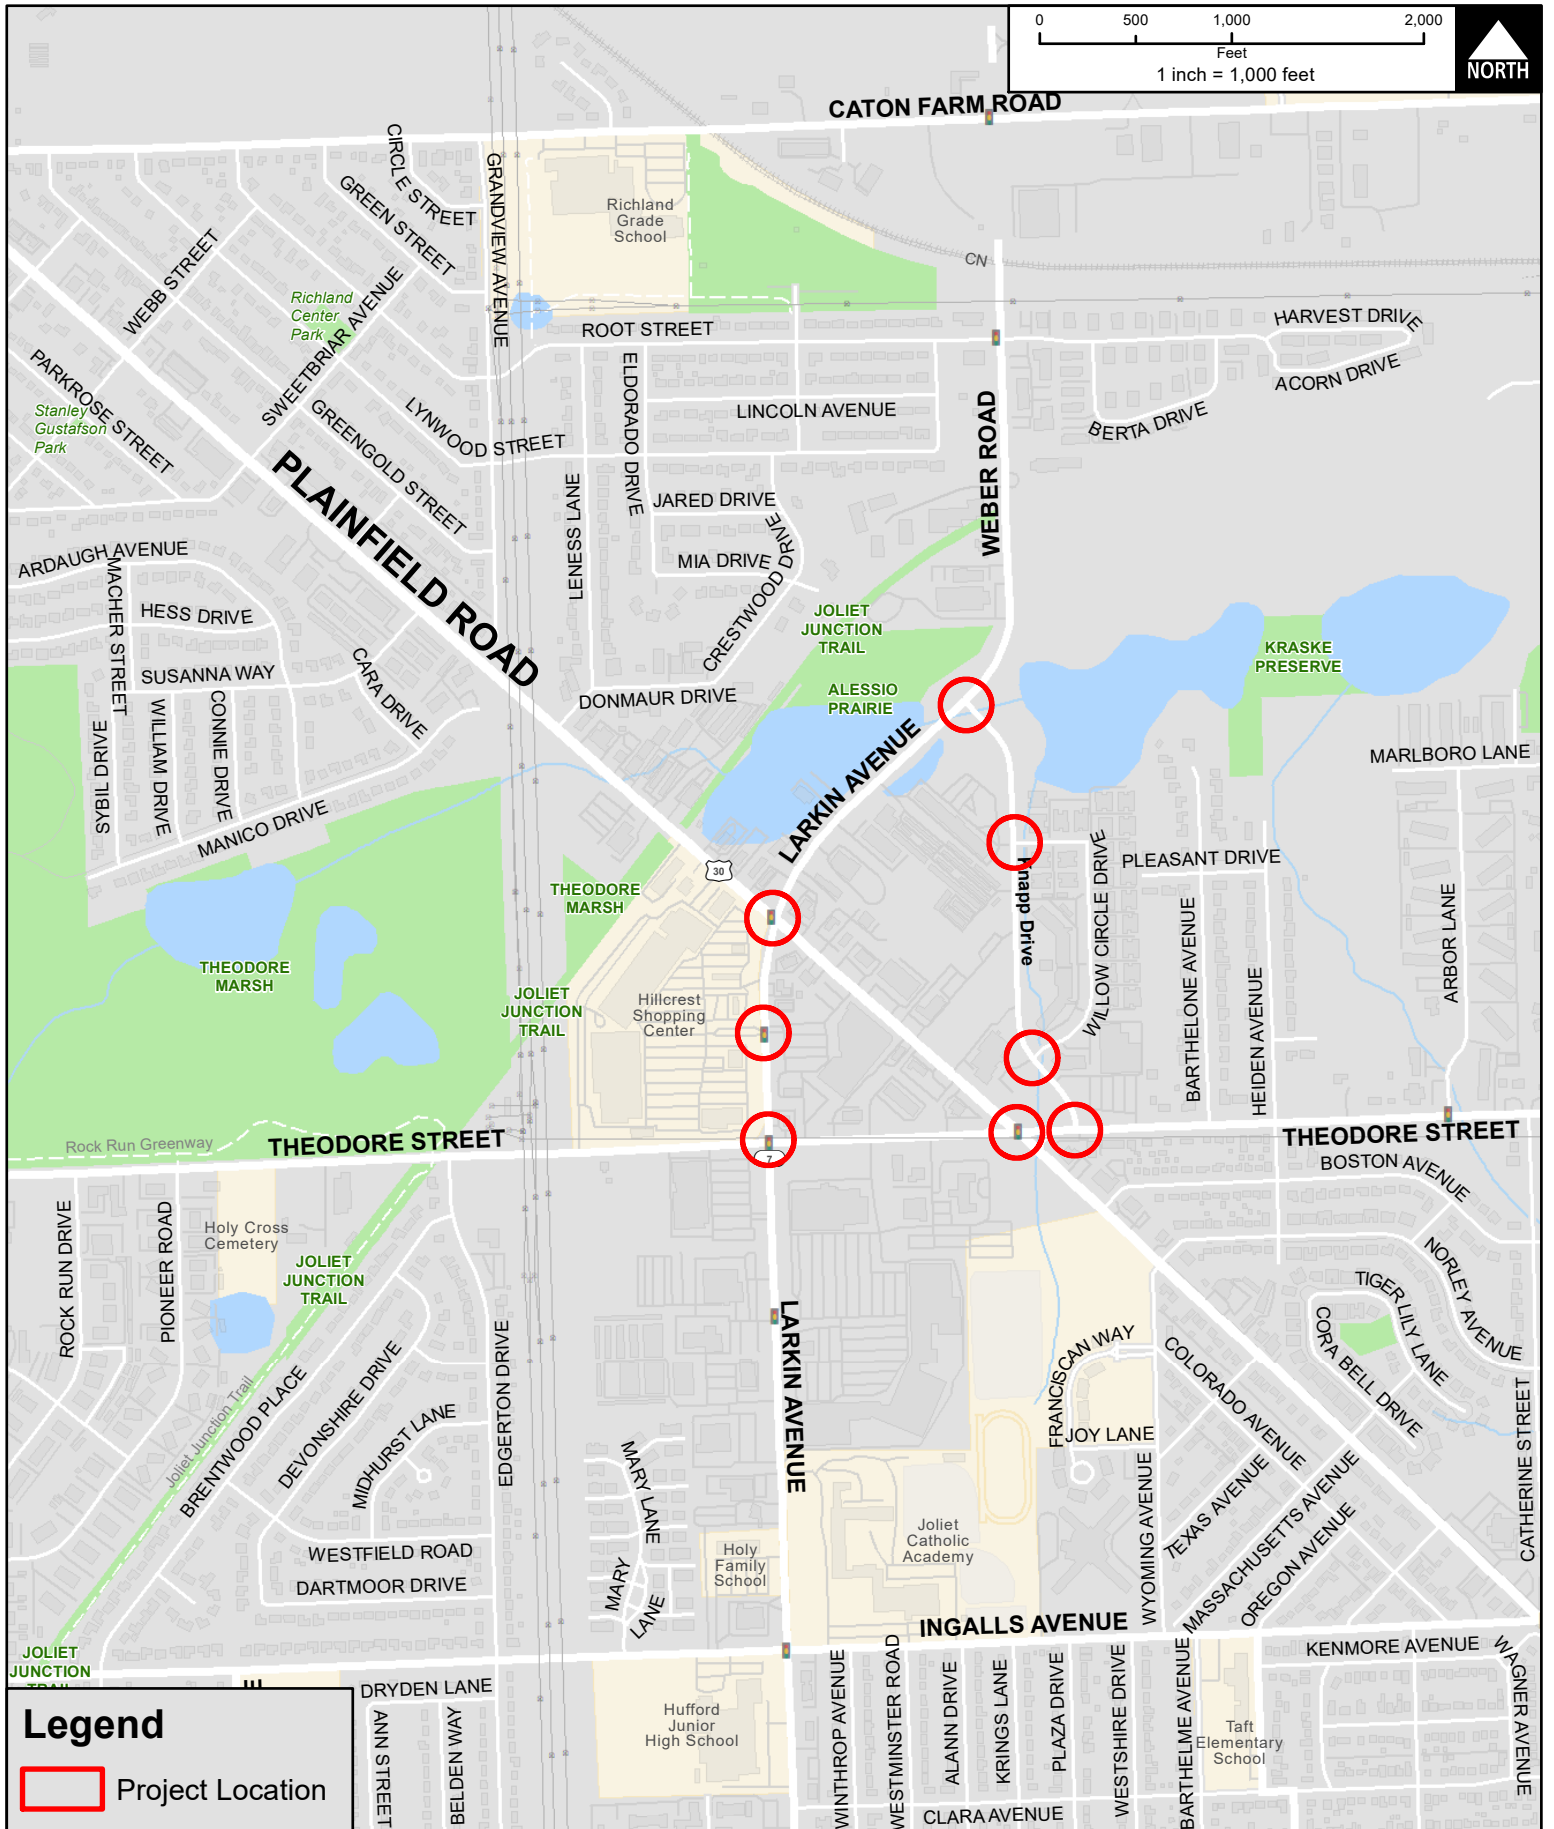 0 500 1,000 2,000
Feet
1 inch = 1,000 feet
NORTH
CATON FARM ROAD
CIRCLE STREET
GREEN STREET
GRANDVIEW AVENUE
Richland
Grade
School
CN
WEBB STREET
Richland
Center
Park
SWEETBRIAR AVENUE
ROOT STREET
HARVEST DRIVE
ACORN DRIVE
BERTA DRIVE
PARKROSE STREET
Stanley
Gustafson
Park
LYNWOOD STREET
GREENGOLD STREET
ELDORADO DRIVE
LINCOLN AVENUE
WEBER ROAD
PLAINFIELD ROAD
LENESS LANE
JARED DRIVE
MIA DRIVE
CRESTWOOD DRIVE
ARDAUGH AVENUE
MACHER STREET
HESS DRIVE
SUSANNA WAY
CARA DRIVE
CONNIE DRIVE
WILLIAM DRIVE
SYBIL DRIVE
MANICO DRIVE
DONMAUR DRIVE
JOLIET
JUNCTION
TRAIL
ALESSIO
PRAIRIE
KRASKE
PRESERVE
MARLBORO LANE
LARKIN AVENUE
30
Knapp Drive
WILLOW CIRCLE DRIVE
PLEASANT DRIVE
BARTHELONE AVENUE
HEIDEN AVENUE
ARBOR LANE
THEODORE
MARSH
THEODORE
MARSH
JOLIET
JUNCTION
TRAIL
Hillcrest
Shopping
Center
Rock Run Greenway
THEODORE STREET
7
THEODORE STREET
BOSTON AVENUE
NORLEY AVENUE
TIGER LILY LANE
CORA BELL DRIVE
CATHERINE STREET
ROCK RUN DRIVE
PIONEER ROAD
Holy Cross
Cemetery
JOLIET
JUNCTION
TRAIL
Joliet Junction Trail
BRENTWOOD PLACE
DEVONSHIRE DRIVE
MIDHURST LANE
EDGERTON DRIVE
LARKIN AVENUE
FRANCISCAN WAY
JOY LANE
COLORADO AVENUE
TEXAS AVENUE
WYOMING AVENUE
MASSACHUSETTS AVENUE
OREGON AVENUE
MARY LANE
MARY
LANE
Holy
Family
School
Joliet
Catholic
Academy
WESTFIELD ROAD
DARTMOOR DRIVE
INGALLS AVENUE
KENMORE AVENUE
WAGNER AVENUE
JOLIET
JUNCTION
TRAIL
DRYDEN LANE
ANN STREET
BELDEN WAY
Hufford
Junior
High School
WINTHROP AVENUE
WESTMINSTER ROAD
ALANN DRIVE
KRINGS LANE
PLAZA DRIVE
WESTSHIRE DRIVE
BARTHELME AVENUE
Taft
Elementary
School
CLARA AVENUE
Legend
Project Location